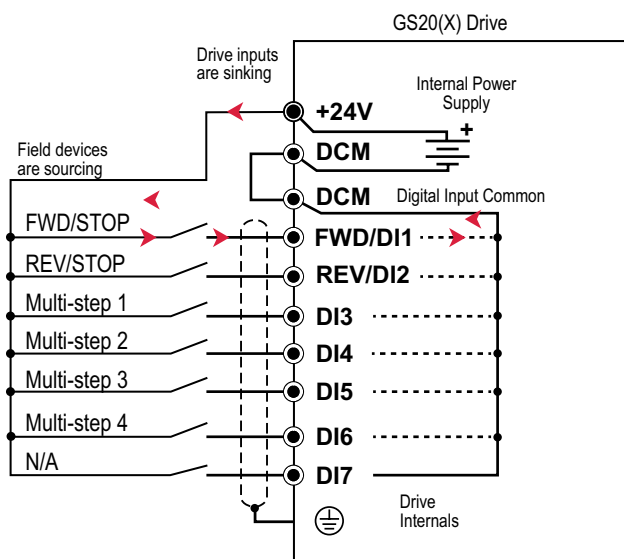 GS20(X) Drive
Drive inputs
are sinking
Internal Power
Supply
+24V
+
DCM
Field devices
are sourcing
DCM
Digital Input Common
FWD/STOP
FWD/DI1
REV/STOP
REV/DI2
Multi-step 1
DI3
Multi-step 2
DI4
Multi-step 3
DI5
Multi-step 4
DI6
N/A
DI7
Drive
Internals